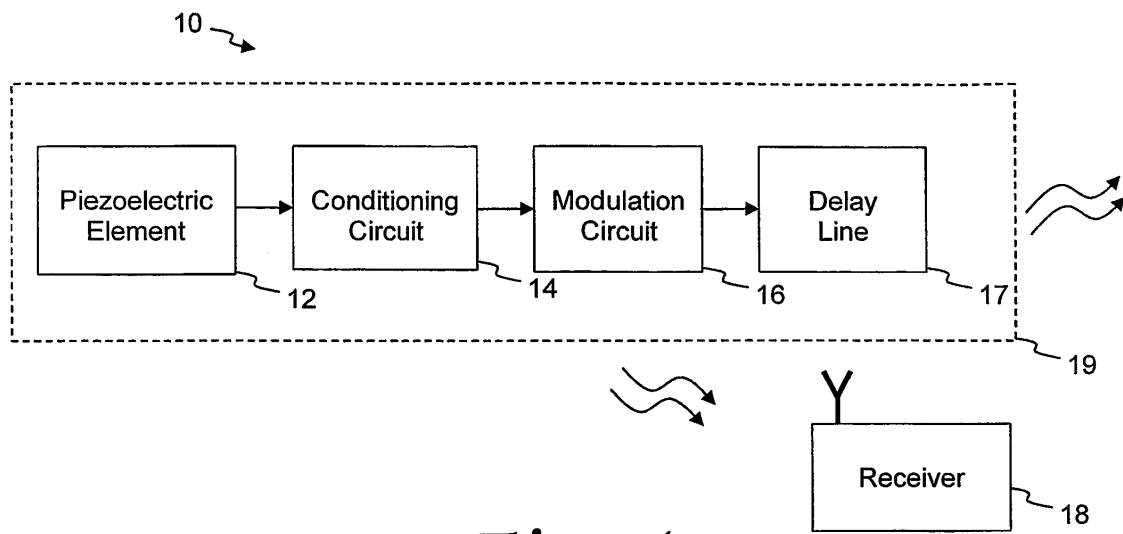 10
Piezoelectric
Element
12
Conditioning
Circuit
14
Modulation
Circuit
16
Delay
Line
17
19
Receiver
18